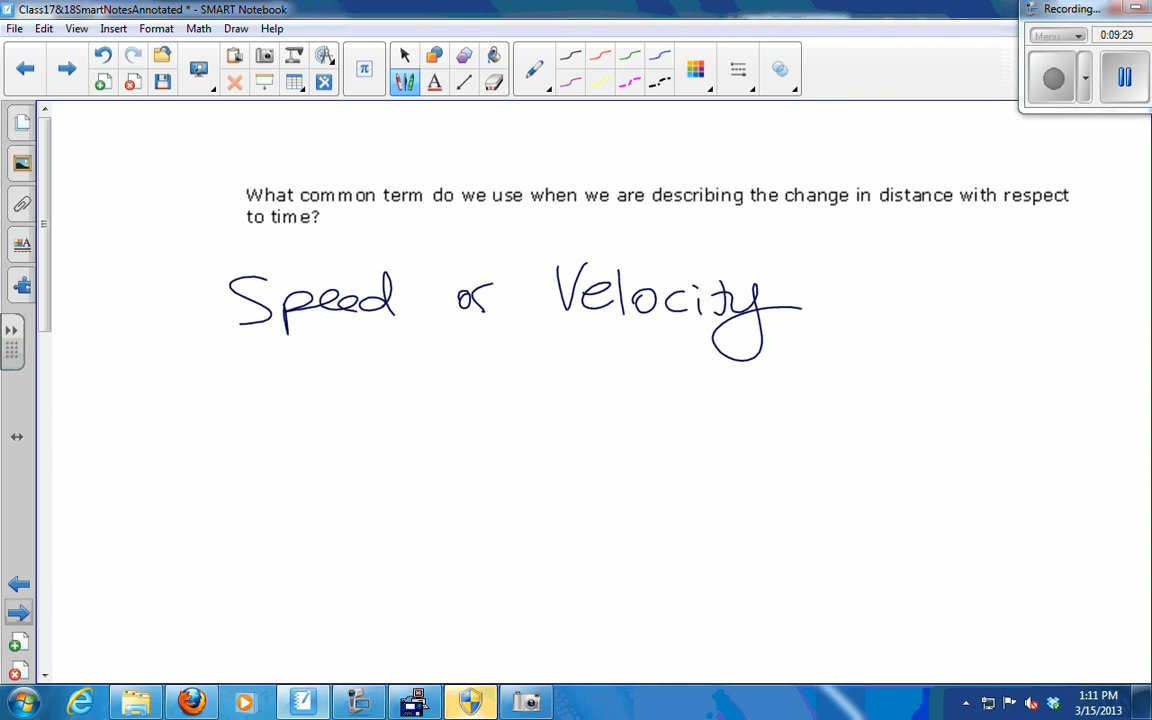 Class17&18SmartNotesAnnotated * - SMART Notebook
Recording...
File Edit View Insert Format Math Draw Help
Menu
0:09:29
π
A
What common term do we use when we are describing the change in distance with respect
to time?
Speed or Velocity
1:11 PM
3/15/2013